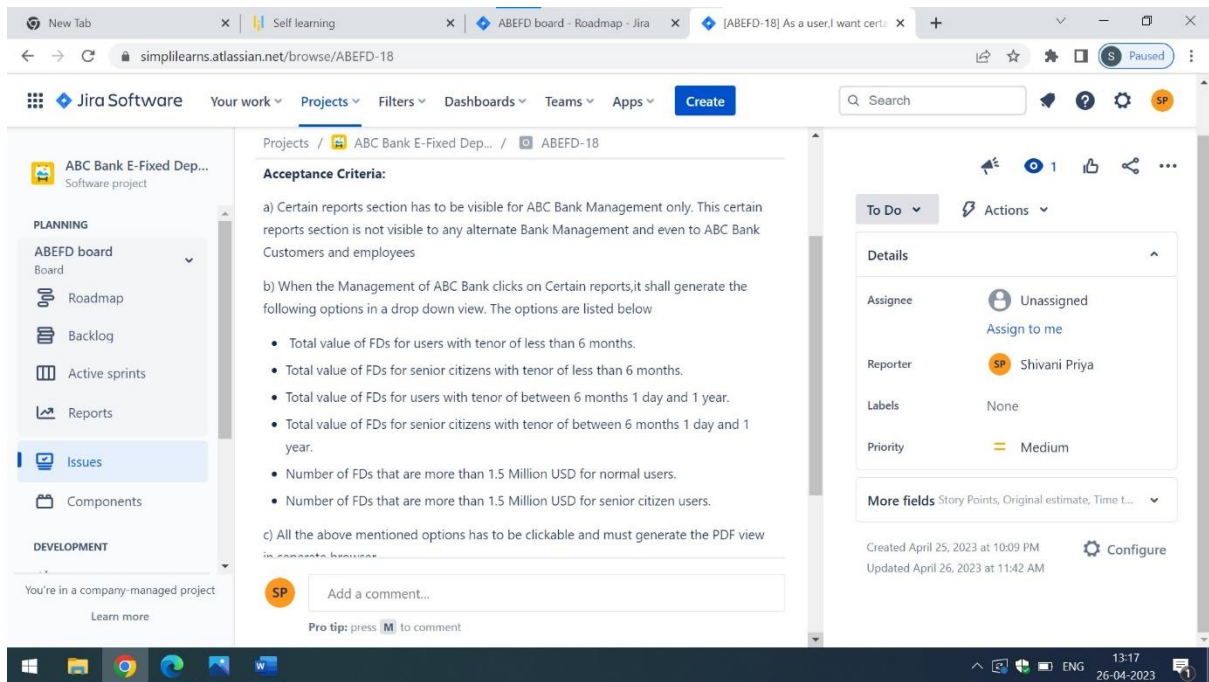 New Tab
Self learning
ABEFD board - Roadmap - Jira
[ABEFD-18] As a user,I want certa
simplilearns.atlassian.net/browse/ABEFD-18
S Paused
Jira Software
Your work
Projects
Filters
Dashboards
Teams
Apps
Create
Search
SP
ABC Bank E-Fixed Dep...
Software project
PLANNING
ABEFD board
Board
Roadmap
Backlog
Active sprints
Reports
Issues
Components
DEVELOPMENT
You're in a company-managed project
Learn more
Projects / ABC Bank E-Fixed Dep... / ABEFD-18
Acceptance Criteria:
a) Certain reports section has to be visible for ABC Bank Management only. This certain
reports section is not visible to any alternate Bank Management and even to ABC Bank
Customers and employees
b) When the Management of ABC Bank clicks on Certain reports,it shall generate the
following options in a drop down view. The options are listed below
• Total value of FDs for users with tenor of less than 6 months.
• Total value of FDs for senior citizens with tenor of less than 6 months.
• Total value of FDs for users with tenor of between 6 months 1 day and 1 year.
• Total value of FDs for senior citizens with tenor of between 6 months 1 day and 1
year.
• Number of FDs that are more than 1.5 Million USD for normal users.
• Number of FDs that are more than 1.5 Million USD for senior citizen users.
c) All the above mentioned options has to be clickable and must generate the PDF view
in separate browser
SP
Add a comment...
Pro tip: press M to comment
1
To Do
Actions
Details
Assignee
Unassigned
Assign to me
Reporter
SP Shivani Priya
Labels
None
Priority
Medium
More fields Story Points, Original estimate, Time t...
Created April 25, 2023 at 10:09 PM
Updated April 26, 2023 at 11:42 AM
Configure
W
ENG
13:17
26-04-2023
1